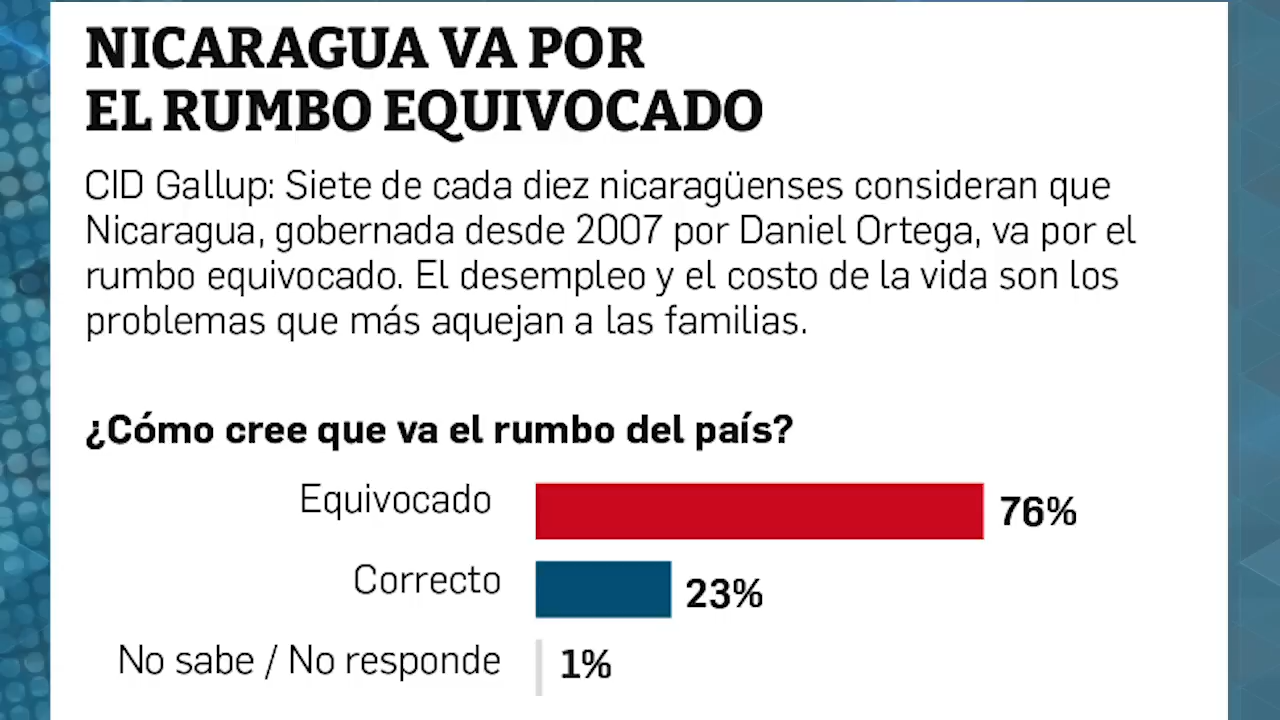 NICARAGUA VA POR
EL RUMBO EQUIVOCADO
CID Gallup: Siete de cada diez nicaragüenses consideran que
Nicaragua, gobernada desde 2007 por Daniel Ortega, va por el
rumbo equivocado. El desempleo y el costo de la vida son los
problemas que más aquejan a las familias.
¿Cómo cree que va el rumbo del país?
Equivocado 76%
Correcto 23%
No sabe / No responde 1%